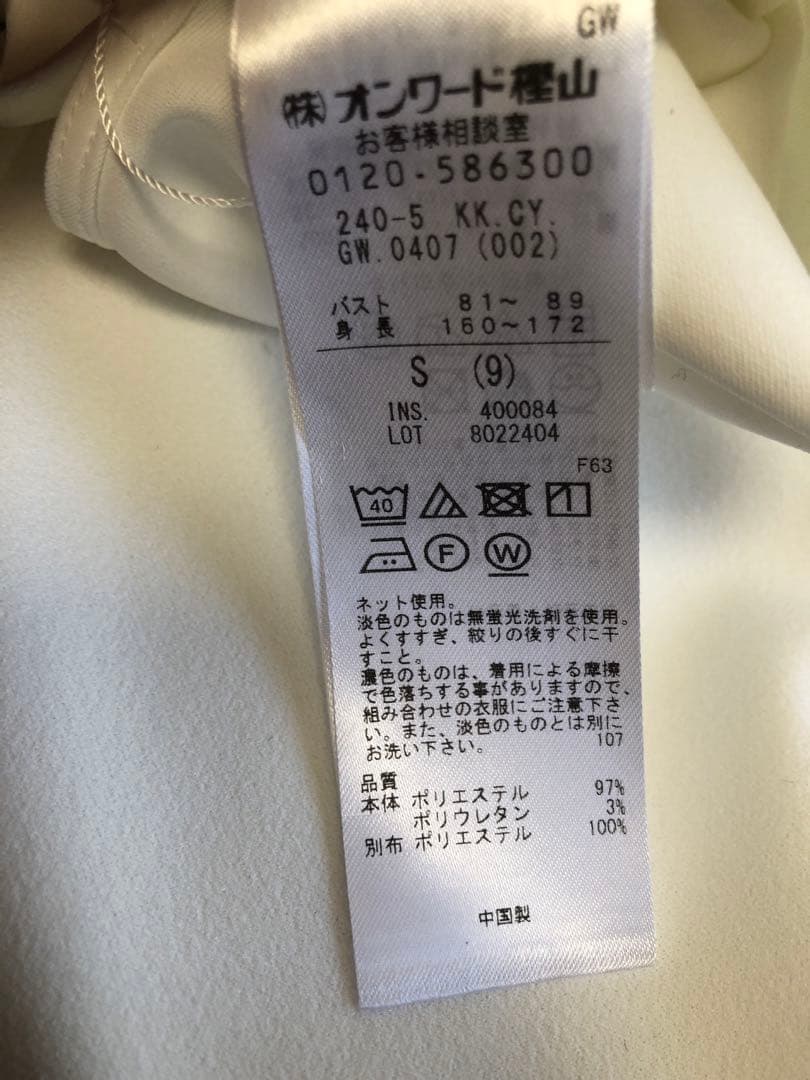 GW
㈱オンワード樫山
お客様相談室
0120-586300
240-5 KK.CY.
GW.0407(002)
バスト 81～ 89
身 長 160～172
S (9)
INS. 400084
LOT 8022404
F63
40
F W
ネット使用。
淡色のものは無蛍光洗剤を使用。
よくすすぎ、絞りの後すぐに干
すこと。
濃色のものは、着用による摩擦
で色落ちする事がありますので、
組み合わせの衣服にご注意下さ
い。また、淡色のものとは別に
お洗い下さい。 107
品質
本体 ポリエステル 97%
ポリウレタン 3%
別布 ポリエステル 100%
中国製